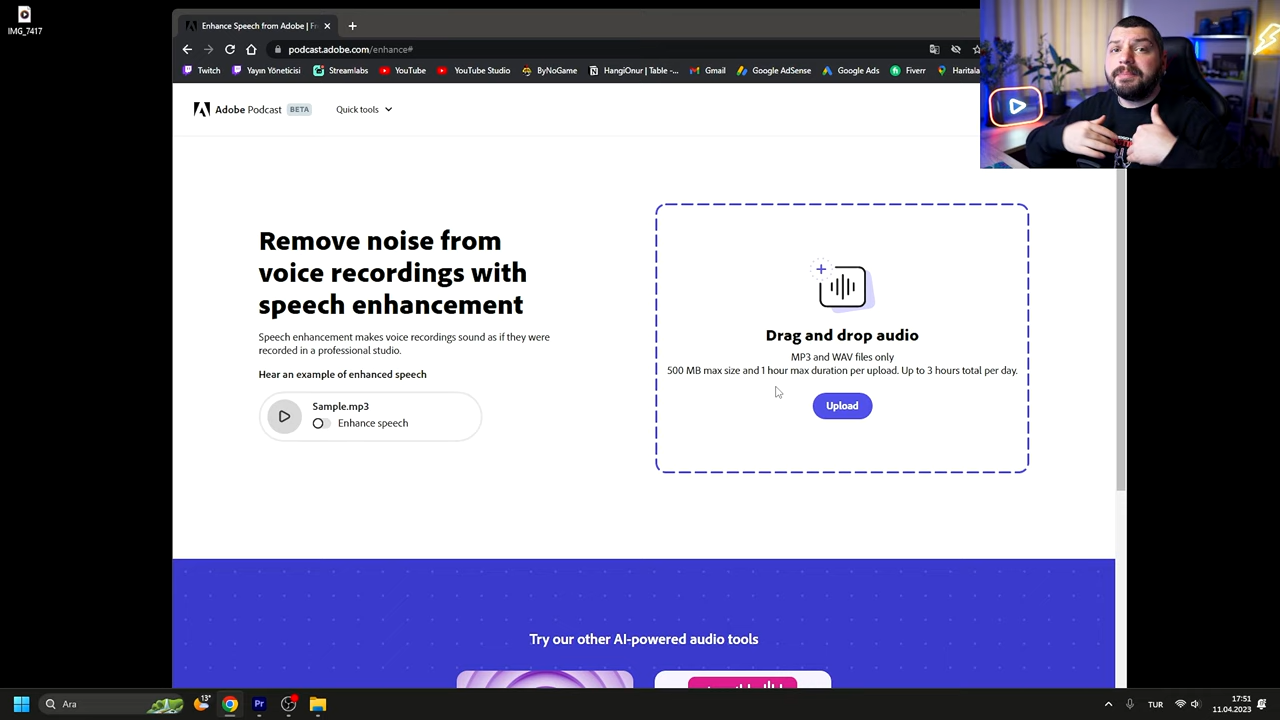 IMG_7417
Enhance Speech from Adobe | Fr
podcast.adobe.com/enhance#
Twitch
Yayın Yöneticisi
Streamlabs
YouTube
YouTube Studio
ByNoGame
HangiOnur | Table -...
Gmail
Google AdSense
Google Ads
Fiverr
Haritala
Adobe Podcast
BETA
Quick tools
Remove noise from
voice recordings with
speech enhancement
Speech enhancement makes voice recordings sound as if they were
recorded in a professional studio.
Hear an example of enhanced speech
Sample.mp3
Enhance speech
Drag and drop audio
MP3 and WAV files only
500 MB max size and 1 hour max duration per upload. Up to 3 hours total per day.
Upload
Try our other AI-powered audio tools
Ara
13°
Pr
TUR
17:51
11.04.2023